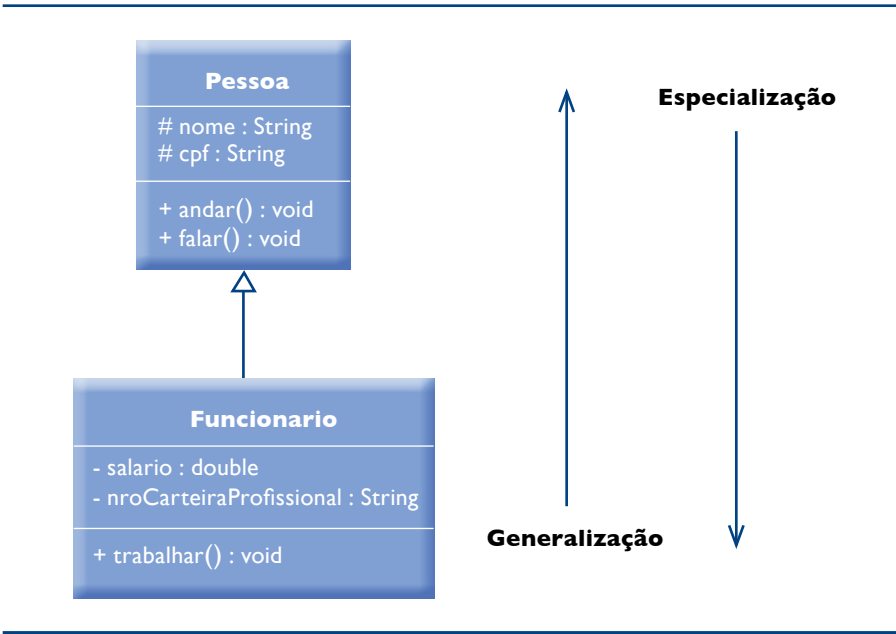 Pessoa
# nome : String
# cpf : String
+ andar() : void
+ falar() : void
Funcionario
- salario : double
- nroCarteiraProfissional : String
+ trabalhar() : void
Especialização
Generalização